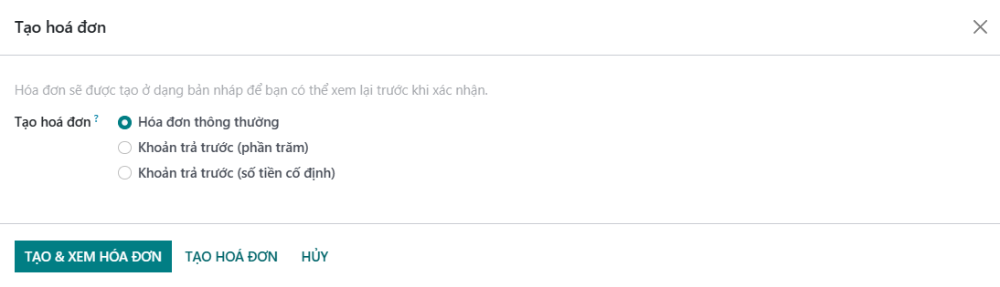 Tạo hoá đơn
Hóa đơn sẽ được tạo ở dạng bản nháp để bạn có thể xem lại trước khi xác nhận.
Tạo hoá đơn ? Hóa đơn thông thường
Khoản trả trước (phần trăm)
Khoản trả trước (số tiền cố định)
TẠO & XEM HÓA ĐƠN TẠO HOÁ ĐƠN HỦY